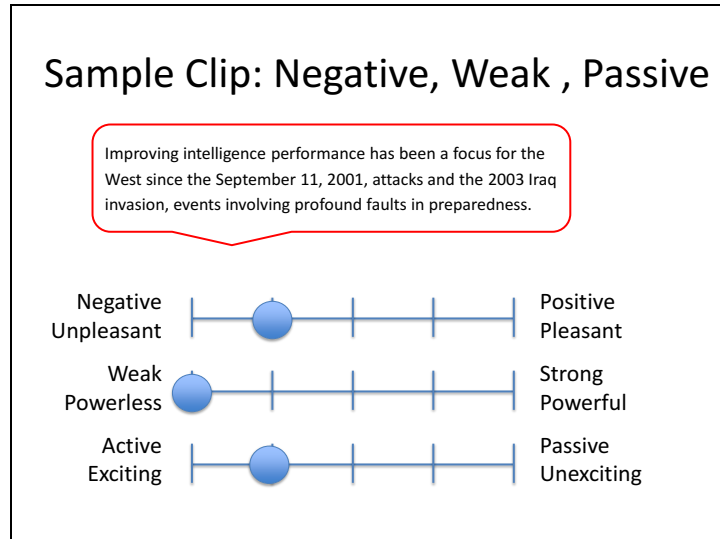 Sample Clip: Negative, Weak , Passive
Improving intelligence performance has been a focus for the
West since the September 11, 2001, attacks and the 2003 Iraq
invasion, events involving profound faults in preparedness.
Negative
Unpleasant
Positive
Pleasant
Weak
Powerless
Strong
Powerful
Active
Exciting
Passive
Unexciting